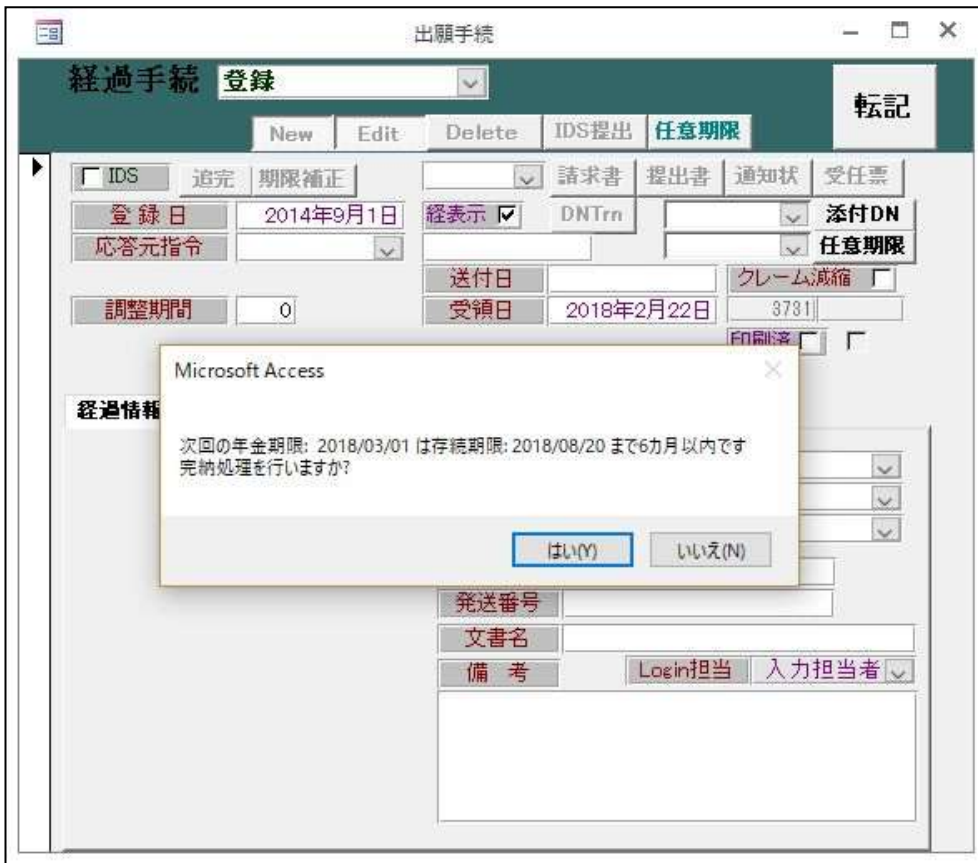 出願手続
経過手続 登録
転記
New Edit Delete IDS提出 任意期限
IDS 追完 期限補正 請求書 提出書 通知状 受任票
登録日 2014年9月1日 経表示 DNTrn 添付DN
応答元指令 任意期限
送付日 クレーム減縮
調整期間 0 受領日 2018年2月22日 3731
印刷済
Microsoft Access
経過情報
次回の年金期限: 2018/03/01 は存続期限: 2018/08/20 まで6カ月以内です
完納処理を行いますか?
はい(Y) いいえ(N)
発送番号
文書名
備考 Login担当 入力担当者